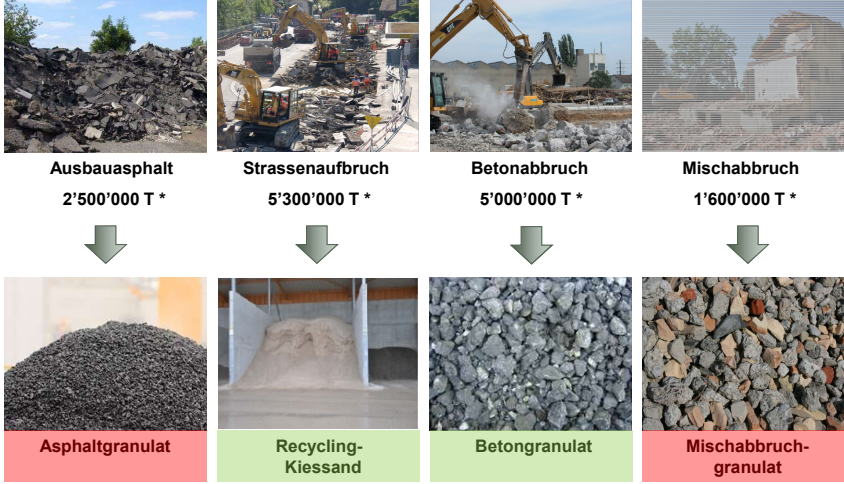 Ausbauasphalt
2’500’000 T *
Strassenaufbruch
5’300’000 T *
Betonabbruch
5’000’000 T *
Mischabbruch
1’600’000 T *
Asphaltgranulat
Recycling-
Kiessand
Betongranulat
Mischabbruch-
granulat